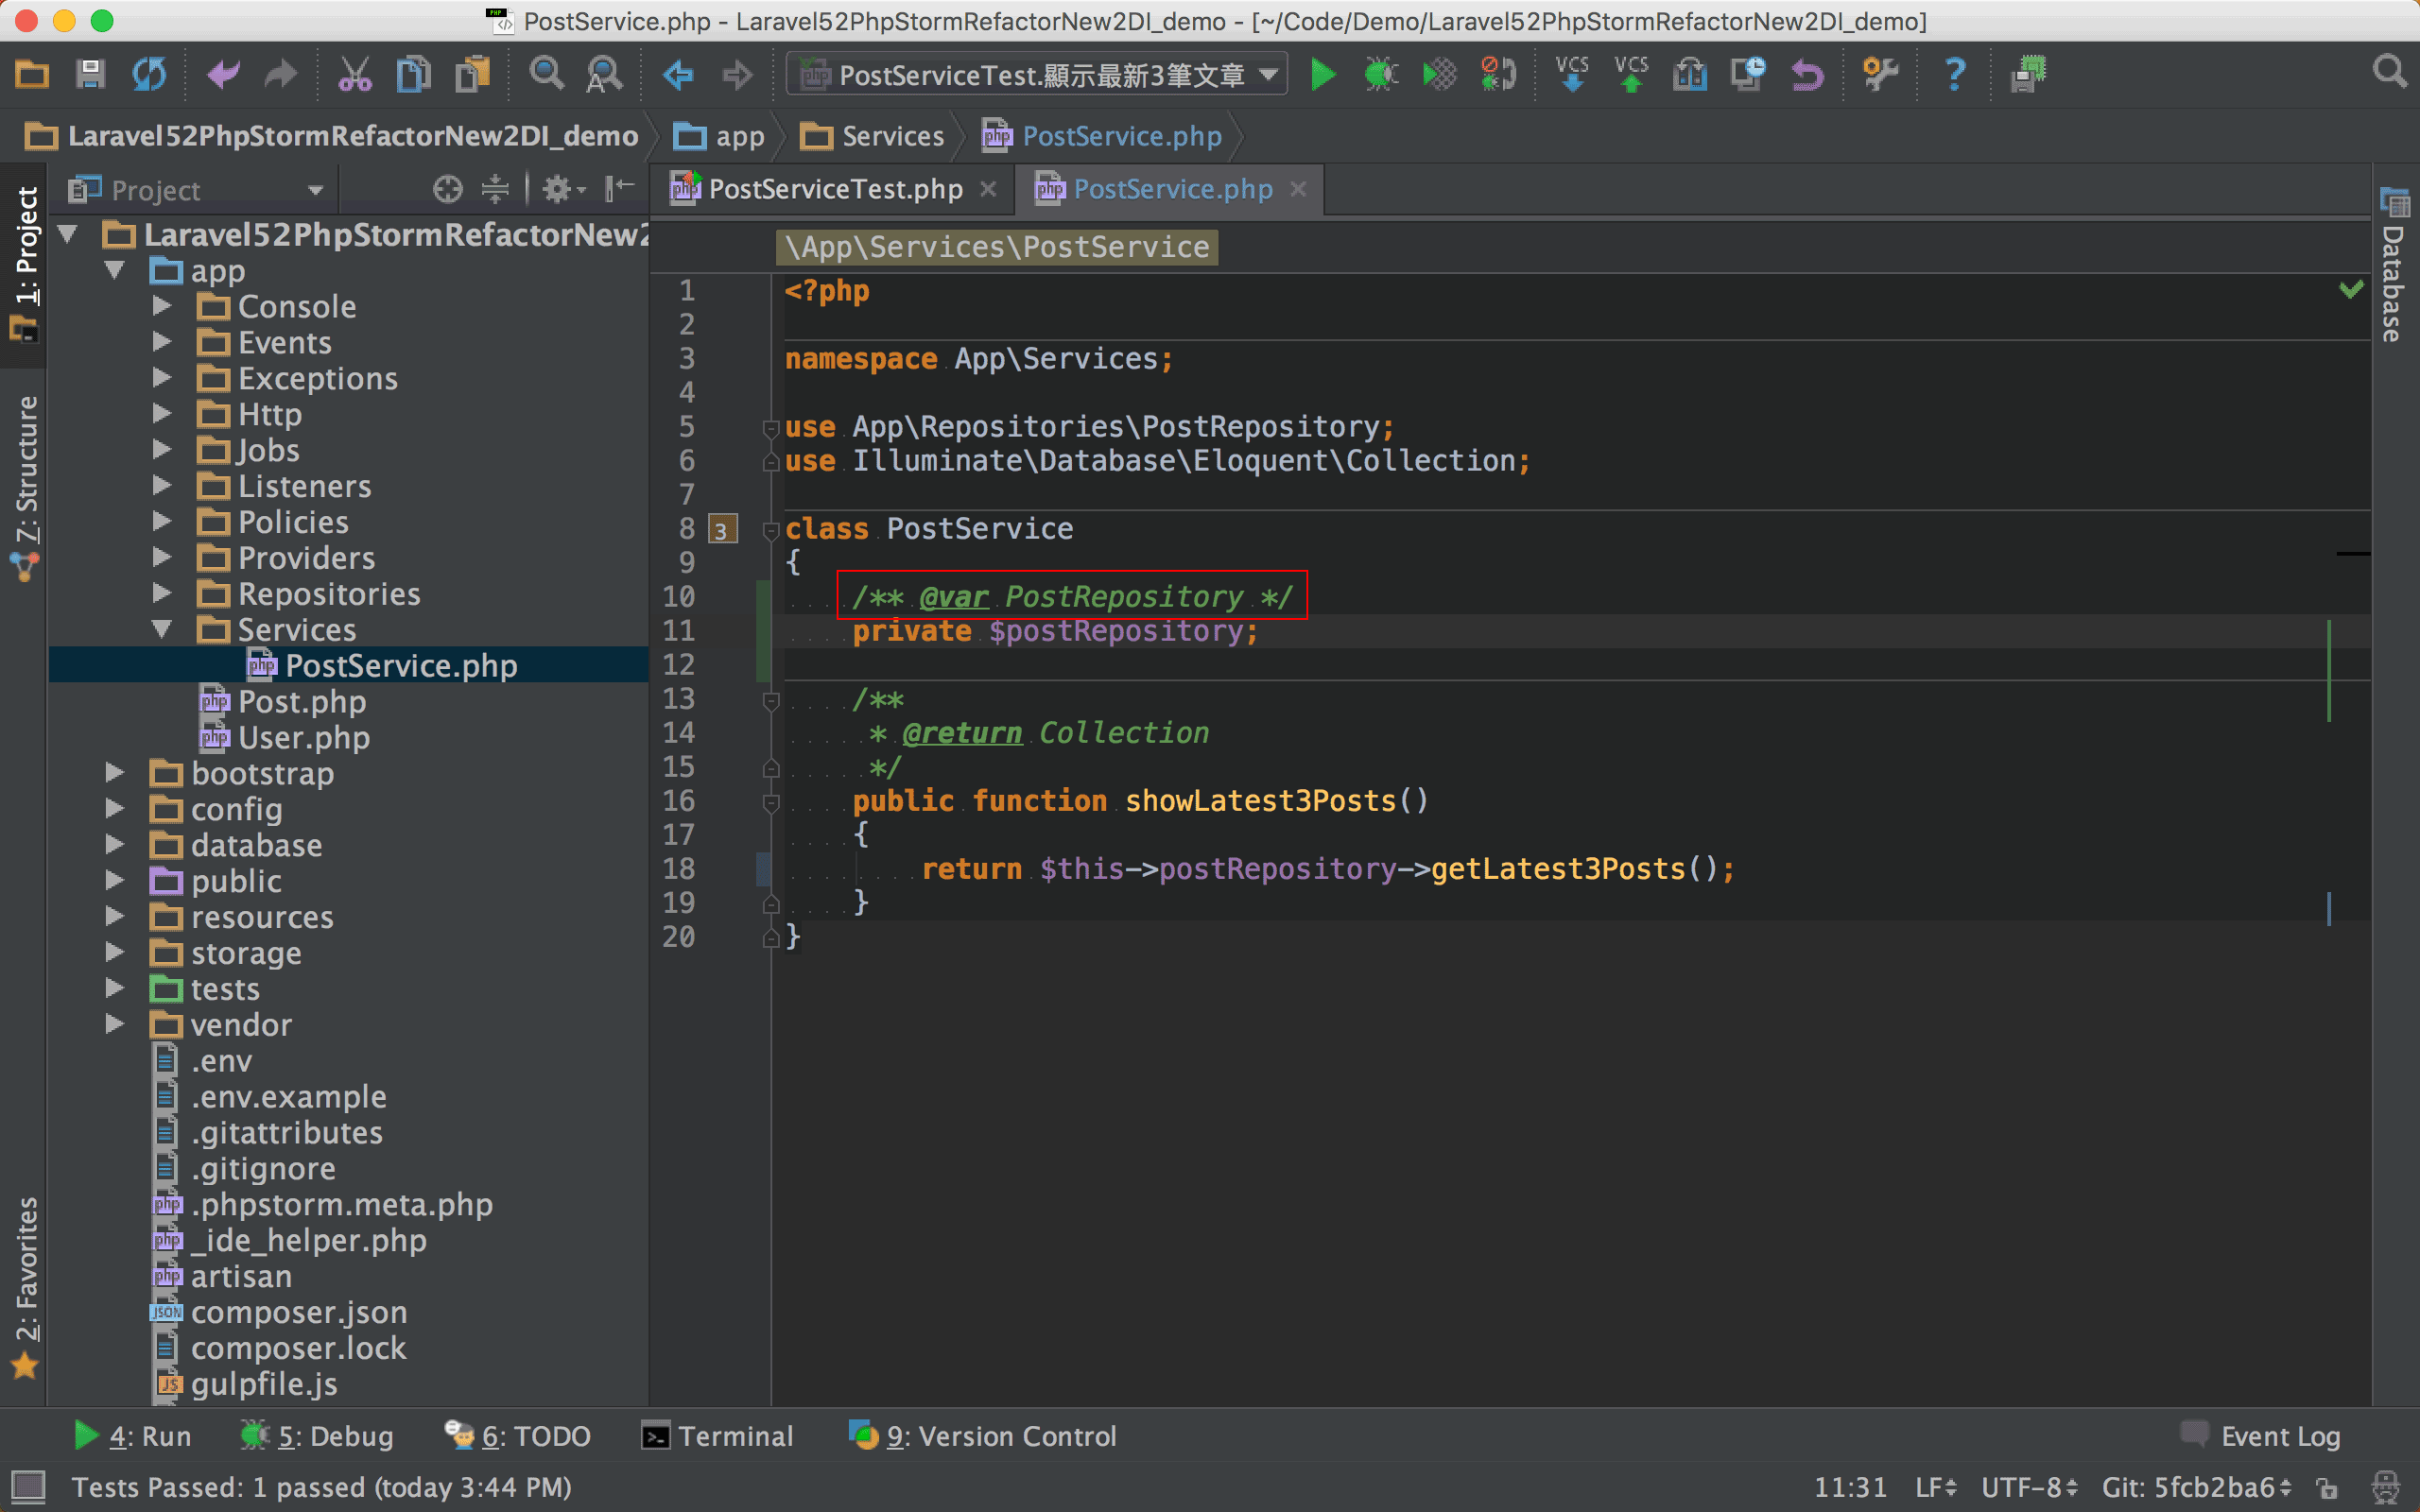 PostService.php - Laravel52PhpStormRefactorNew2DI_demo - [~/Code/Demo/Laravel52PhpStormRefactorNew2DI_demo]
PostServiceTest.顯示最新3筆文章
VCS
VCS
Laravel52PhpStormRefactorNew2DI_demo
app
Services
PostService.php
1: Project
7: Structure
2: Favorites
Project
Laravel52PhpStormRefactorNew2
app
Console
Events
Exceptions
Http
Jobs
Listeners
Policies
Providers
Repositories
Services
PostService.php
Post.php
User.php
bootstrap
config
database
public
resources
storage
tests
vendor
.env
.env.example
.gitattributes
.gitignore
.phpstorm.meta.php
_ide_helper.php
artisan
composer.json
composer.lock
gulpfile.js
PostServiceTest.php
PostService.php
\App\Services\PostService
1 <?php
2
3 namespace App\Services;
4
5 use App\Repositories\PostRepository;
6 use Illuminate\Database\Eloquent\Collection;
7
8 3 class PostService
9 {
10 /** @var PostRepository */
11 private $postRepository;
12
13 /**
14 * @return Collection
15 */
16 public function showLatest3Posts()
17 {
18 return $this->postRepository->getLatest3Posts();
19 }
20 }
Database
4: Run
5: Debug
6: TODO
Terminal
9: Version Control
Event Log
Tests Passed: 1 passed (today 3:44 PM)
11:31
LF
UTF-8
Git: 5fcb2ba6